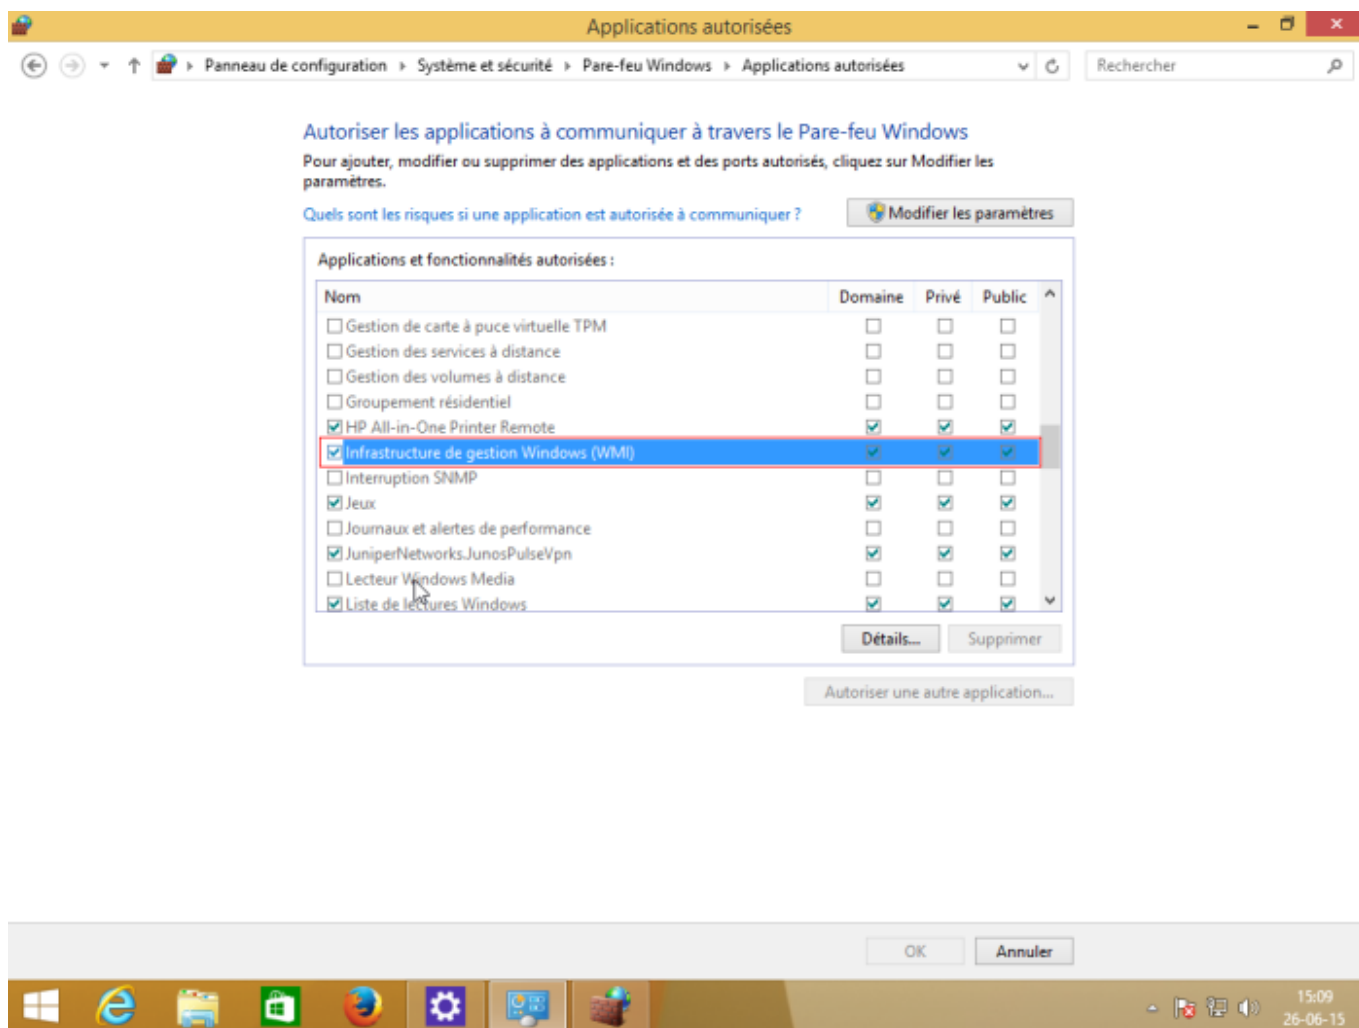 Applications autorisées
Panneau de configuration Système et sécurité Pare-feu Windows Applications autorisées Rechercher
Autoriser les applications à communiquer à travers le Pare-feu Windows
Pour ajouter, modifier ou supprimer des applications et des ports autorisés, cliquez sur Modifier les
paramètres.
Quels sont les risques si une application est autorisée à communiquer ? Modifier les paramètres
Applications et fonctionnalités autorisées :
Nom Domaine Privé Public
Gestion de carte à puce virtuelle TPM
Gestion des services à distance
Gestion des volumes à distance
Groupement résidentiel
HP All-in-One Printer Remote
Infrastructure de gestion Windows (WMI)
Interruption SNMP
Jeux
Journaux et alertes de performance
JuniperNetworks.JunosPulseVpn
Lecteur Windows Media
Liste de lectures Windows
Détails... Supprimer
Autoriser une autre application...
OK Annuler
15:09
26-06-15